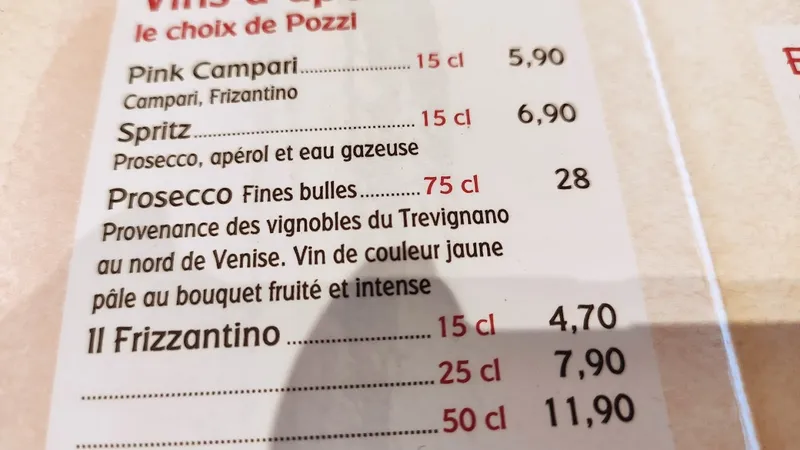 Vins d'apé
le choix de Pozzi
Pink Campari 15 cl 5,90
Campari, Frizantino
Spritz 15 cl 6,90
Prosecco, apérol et eau gazeuse
Prosecco Fines bulles 75 cl 28
Provenance des vignobles du Trevignano
au nord de Venise. Vin de couleur jaune
pâle au bouquet fruité et intense
Il Frizzantino 15 cl 4,70
25 cl 7,90
50 cl 11,90